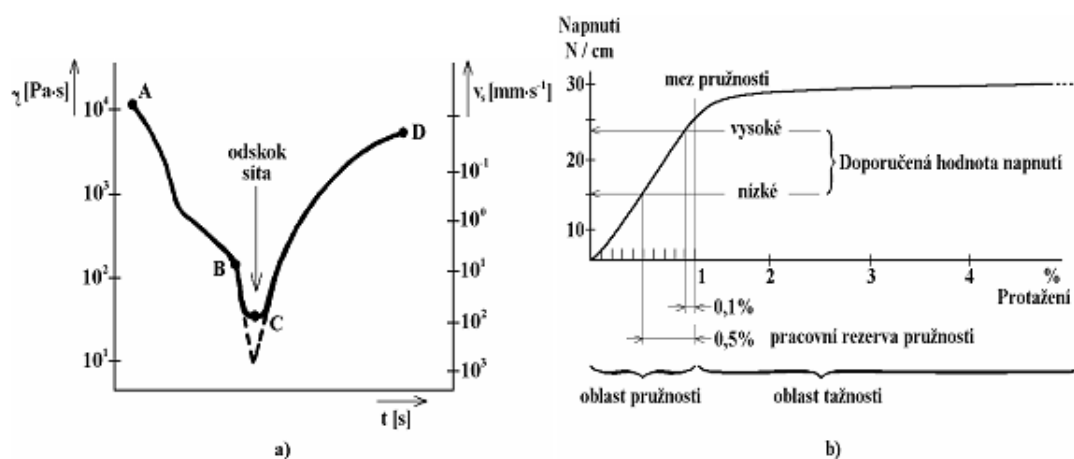 γ [Pa·s]
10⁴
10³
10²
10¹
A
B
C
D
odskok
síta
vₛ [mm·s⁻¹]
10⁻¹
10⁰
10¹
10²
10³
t [s]
a)
Napnutí
N / cm
30
20
10
mez pružnosti
vysoké
nízké
Doporučená hodnota napnutí
1
2
3
4
%
Protažení
0,1%
0,5%
pracovní rezerva pružnosti
oblast pružnosti
oblast tažnosti
b)